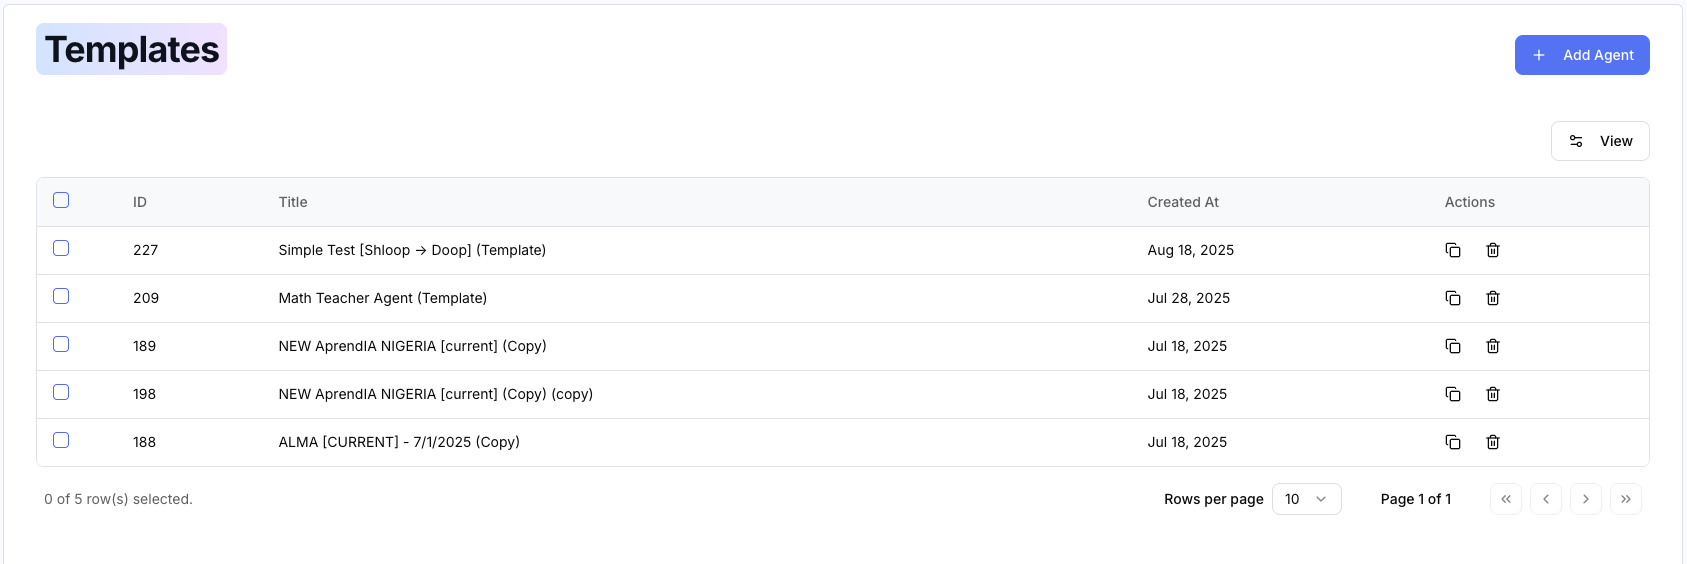 Templates
Add Agent
View
ID Title Created At Actions
227 Simple Test [Shloop → Doop] (Template) Aug 18, 2025
209 Math Teacher Agent (Template) Jul 28, 2025
189 NEW AprendIA NIGERIA [current] (Copy) Jul 18, 2025
198 NEW AprendIA NIGERIA [current] (Copy) (copy) Jul 18, 2025
188 ALMA [CURRENT] - 7/1/2025 (Copy) Jul 18, 2025
0 of 5 row(s) selected. Rows per page 10 Page 1 of 1